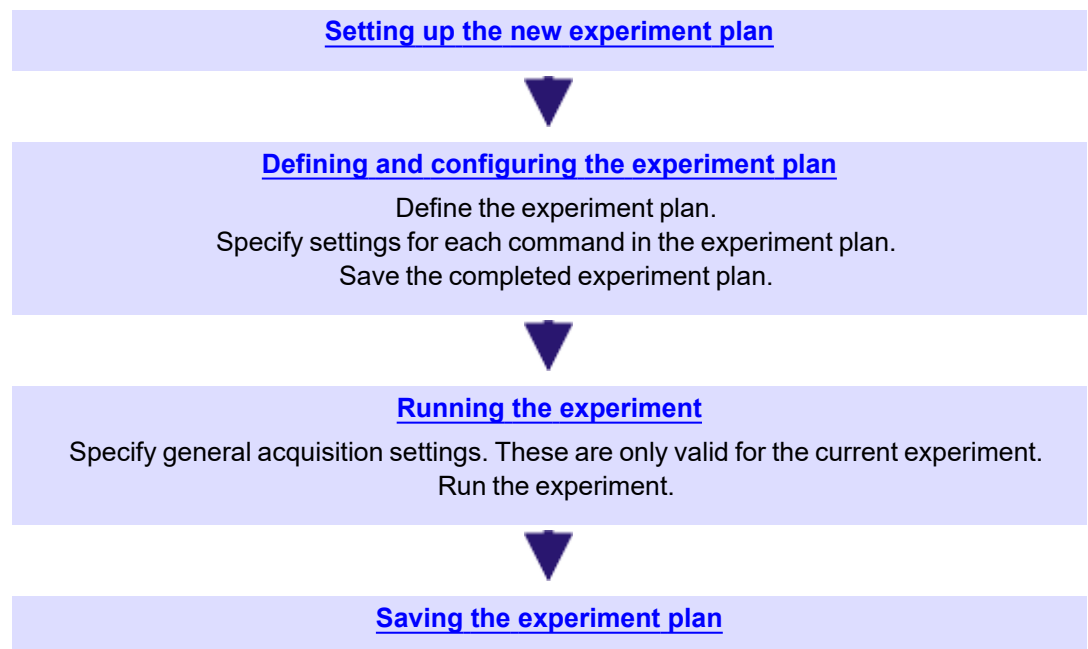 Setting up the new experiment plan
Defining and configuring the experiment plan
Define the experiment plan.
Specify settings for each command in the experiment plan.
Save the completed experiment plan.
Running the experiment
Specify general acquisition settings. These are only valid for the current experiment.
Run the experiment.
Saving the experiment plan